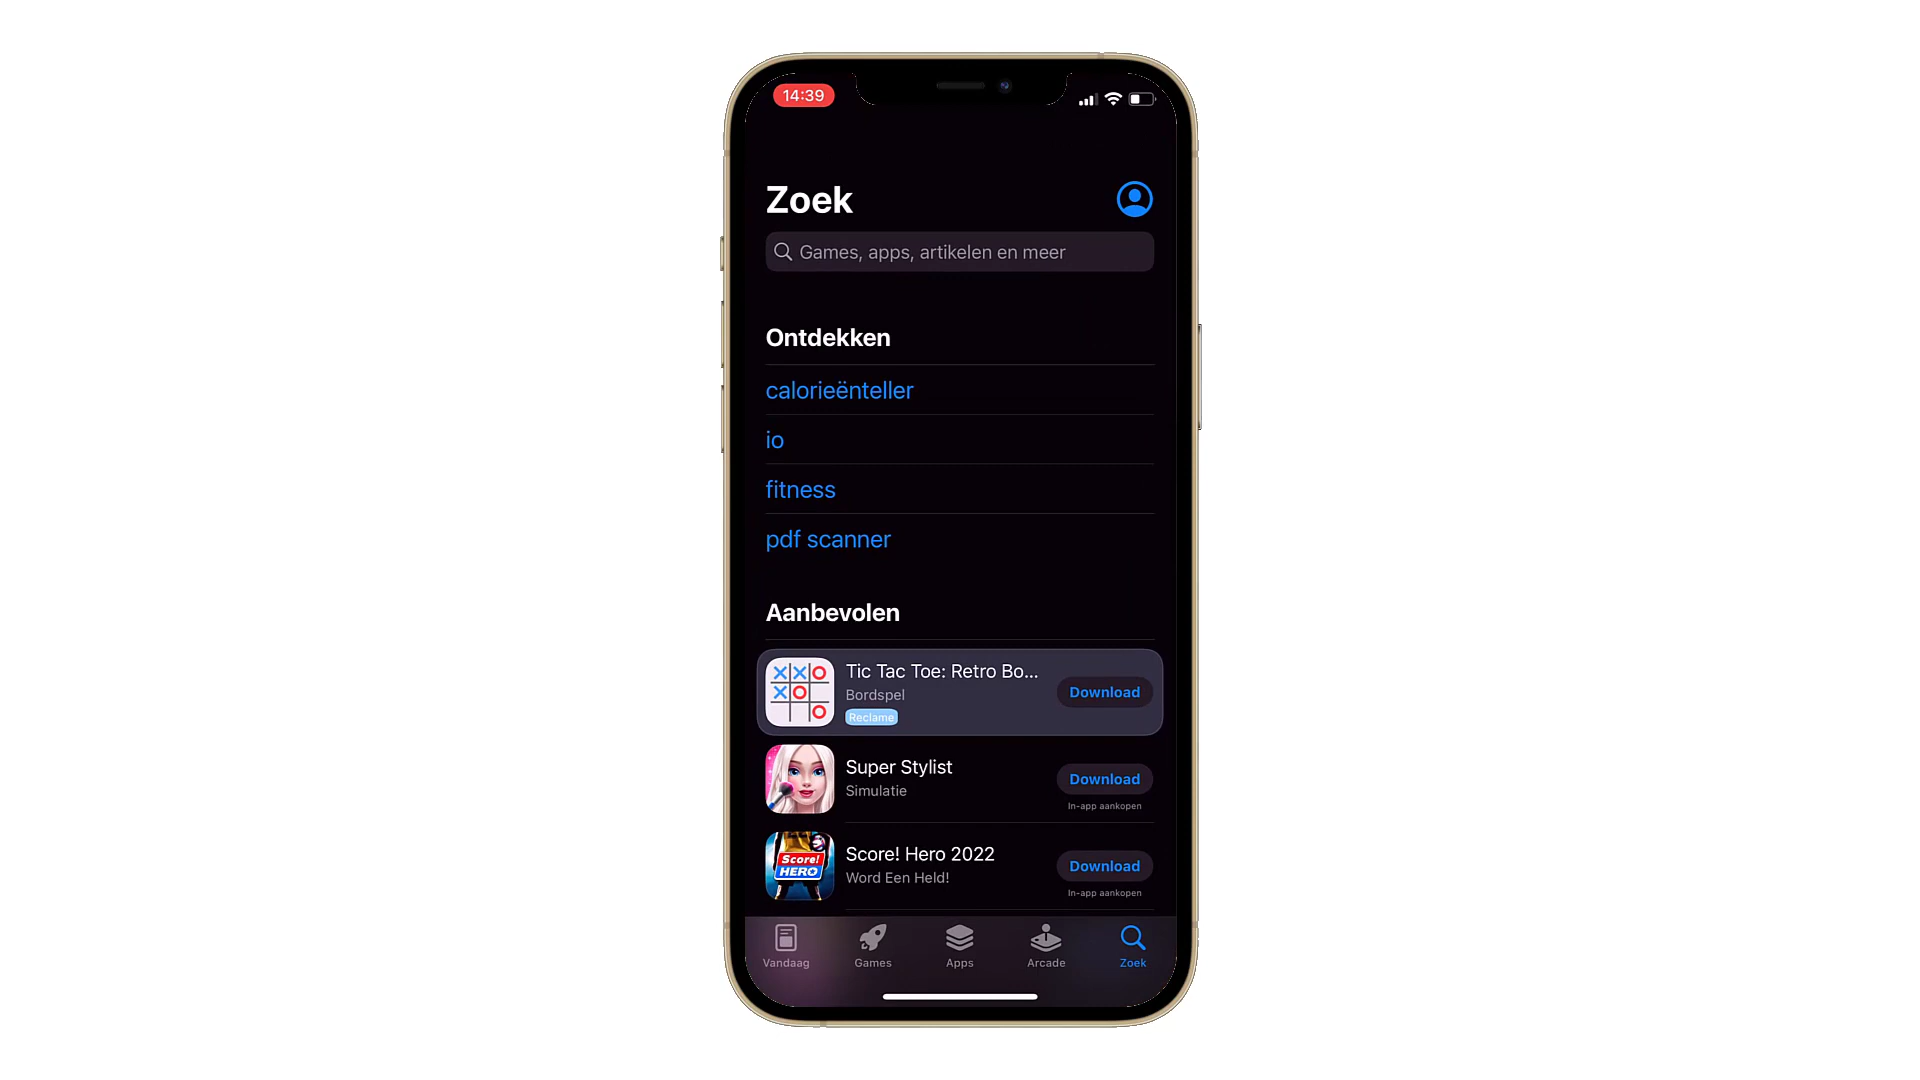 14:39
Zoek
Games, apps, artikelen en meer
Ontdekken
calorieënteller
io
fitness
pdf scanner
Aanbevolen
Tic Tac Toe: Retro Bo...
Bordspel
Download
Reclame
Super Stylist
Simulatie
Download
In-app aankopen
Score! HERO
Score! Hero 2022
Word Een Held!
Download
In-app aankopen
Vandaag
Games
Apps
Arcade
Zoek